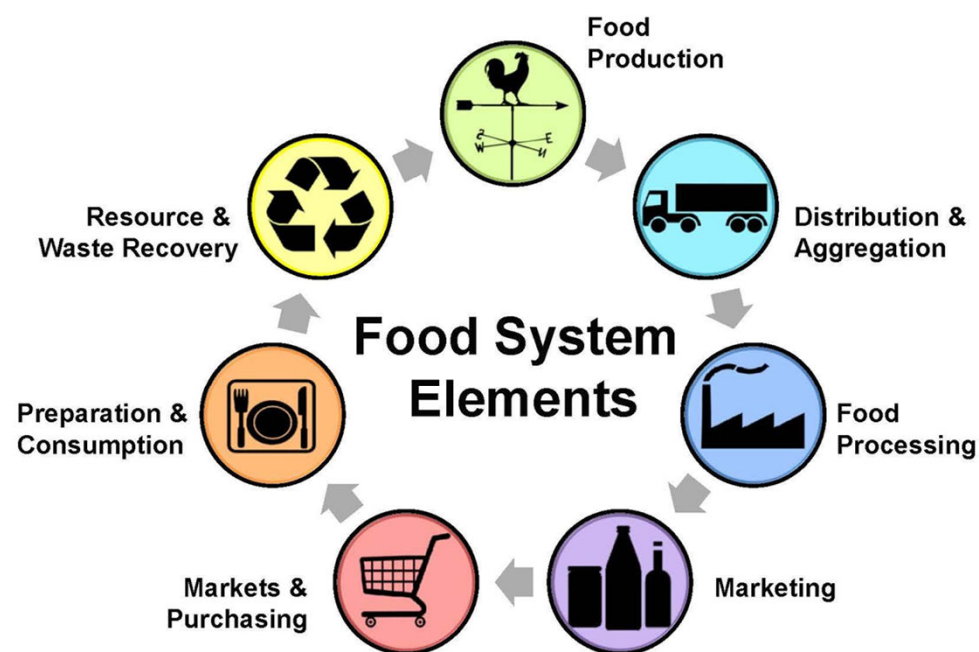 Food
Production
Distribution &
Aggregation
Food
Processing
Marketing
Markets &
Purchasing
Preparation &
Consumption
Resource &
Waste Recovery
Food System
Elements
S
E
W
N